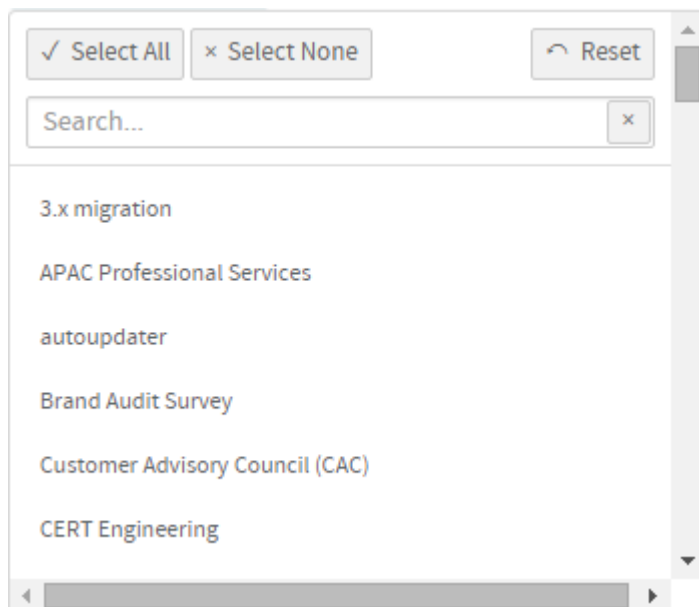 ✓ Select All × Select None Reset
Search... ×
3.x migration
APAC Professional Services
autoupdater
Brand Audit Survey
Customer Advisory Council (CAC)
CERT Engineering